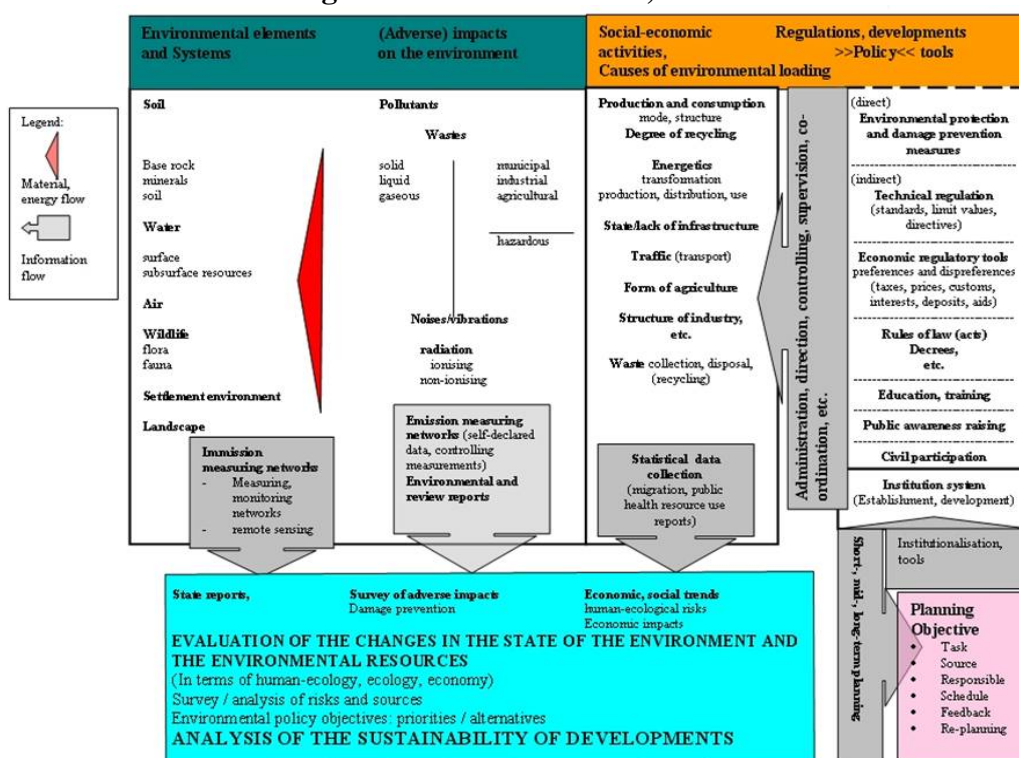 Environmental elements
and Systems
(Adverse) impacts
on the environment
Social-economic
activities,
Causes of environmental loading
Regulations, developments
>>Policy<< tools
Legend:
Material,
energy flow
Information
flow
Soil
Base rock
minerals
soil
Water
surface
subsurface resources
Air
Wildlife
flora
fauna
Settlement environment
Landscape
Immission
measuring networks
- Measuring,
monitoring
networks
- remote sensing
Pollutants
Wastes
solid
liquid
gaseous
municipal
industrial
agricultural
hazardous
Noises/vibrations
radiation
ionising
non-ionising
Emission measuring
networks (self-declared
data, controlling
measurements)
Environmental and
review reports
Production and consumption
mode, structure
Degree of recycling
Energetics
transformation
production, distribution, use
State/lack of infrastructure
Traffic (transport)
Form of agriculture
Structure of industry,
etc.
Waste collection, disposal,
(recycling)
Statistical data
collection
(migration, public
health resource use
reports)
Administration, direction, controlling, supervision, co-
ordination, etc.
(direct)
Environmental protection
and damage prevention
measures
(indirect)
Technical regulation
(standards, limit values,
directives)
Economic regulatory tools
preferences and dispreferences
(taxes, prices, customs,
interests, deposits, aids)
Rules of law (acts)
Decrees,
etc.
Education, training
Public awareness raising
Civil participation
Institution system
(Establishment, development)
Short-, mid-, long-term planning
Institutionalisation,
tools
Planning
Objective
• Task
• Source
• Responsible
• Schedule
• Feedback
• Re-planning
State reports,
Survey of adverse impacts
Damage prevention
Economic, social trends
human-ecological risks
Economic impacts
EVALUATION OF THE CHANGES IN THE STATE OF THE ENVIRONMENT AND
THE ENVIRONMENTAL RESOURCES
(In terms of human-ecology, ecology, economy)
Survey / analysis of risks and sources
Environmental policy objectives: priorities / alternatives
ANALYSIS OF THE SUSTAINABILITY OF DEVELOPMENTS